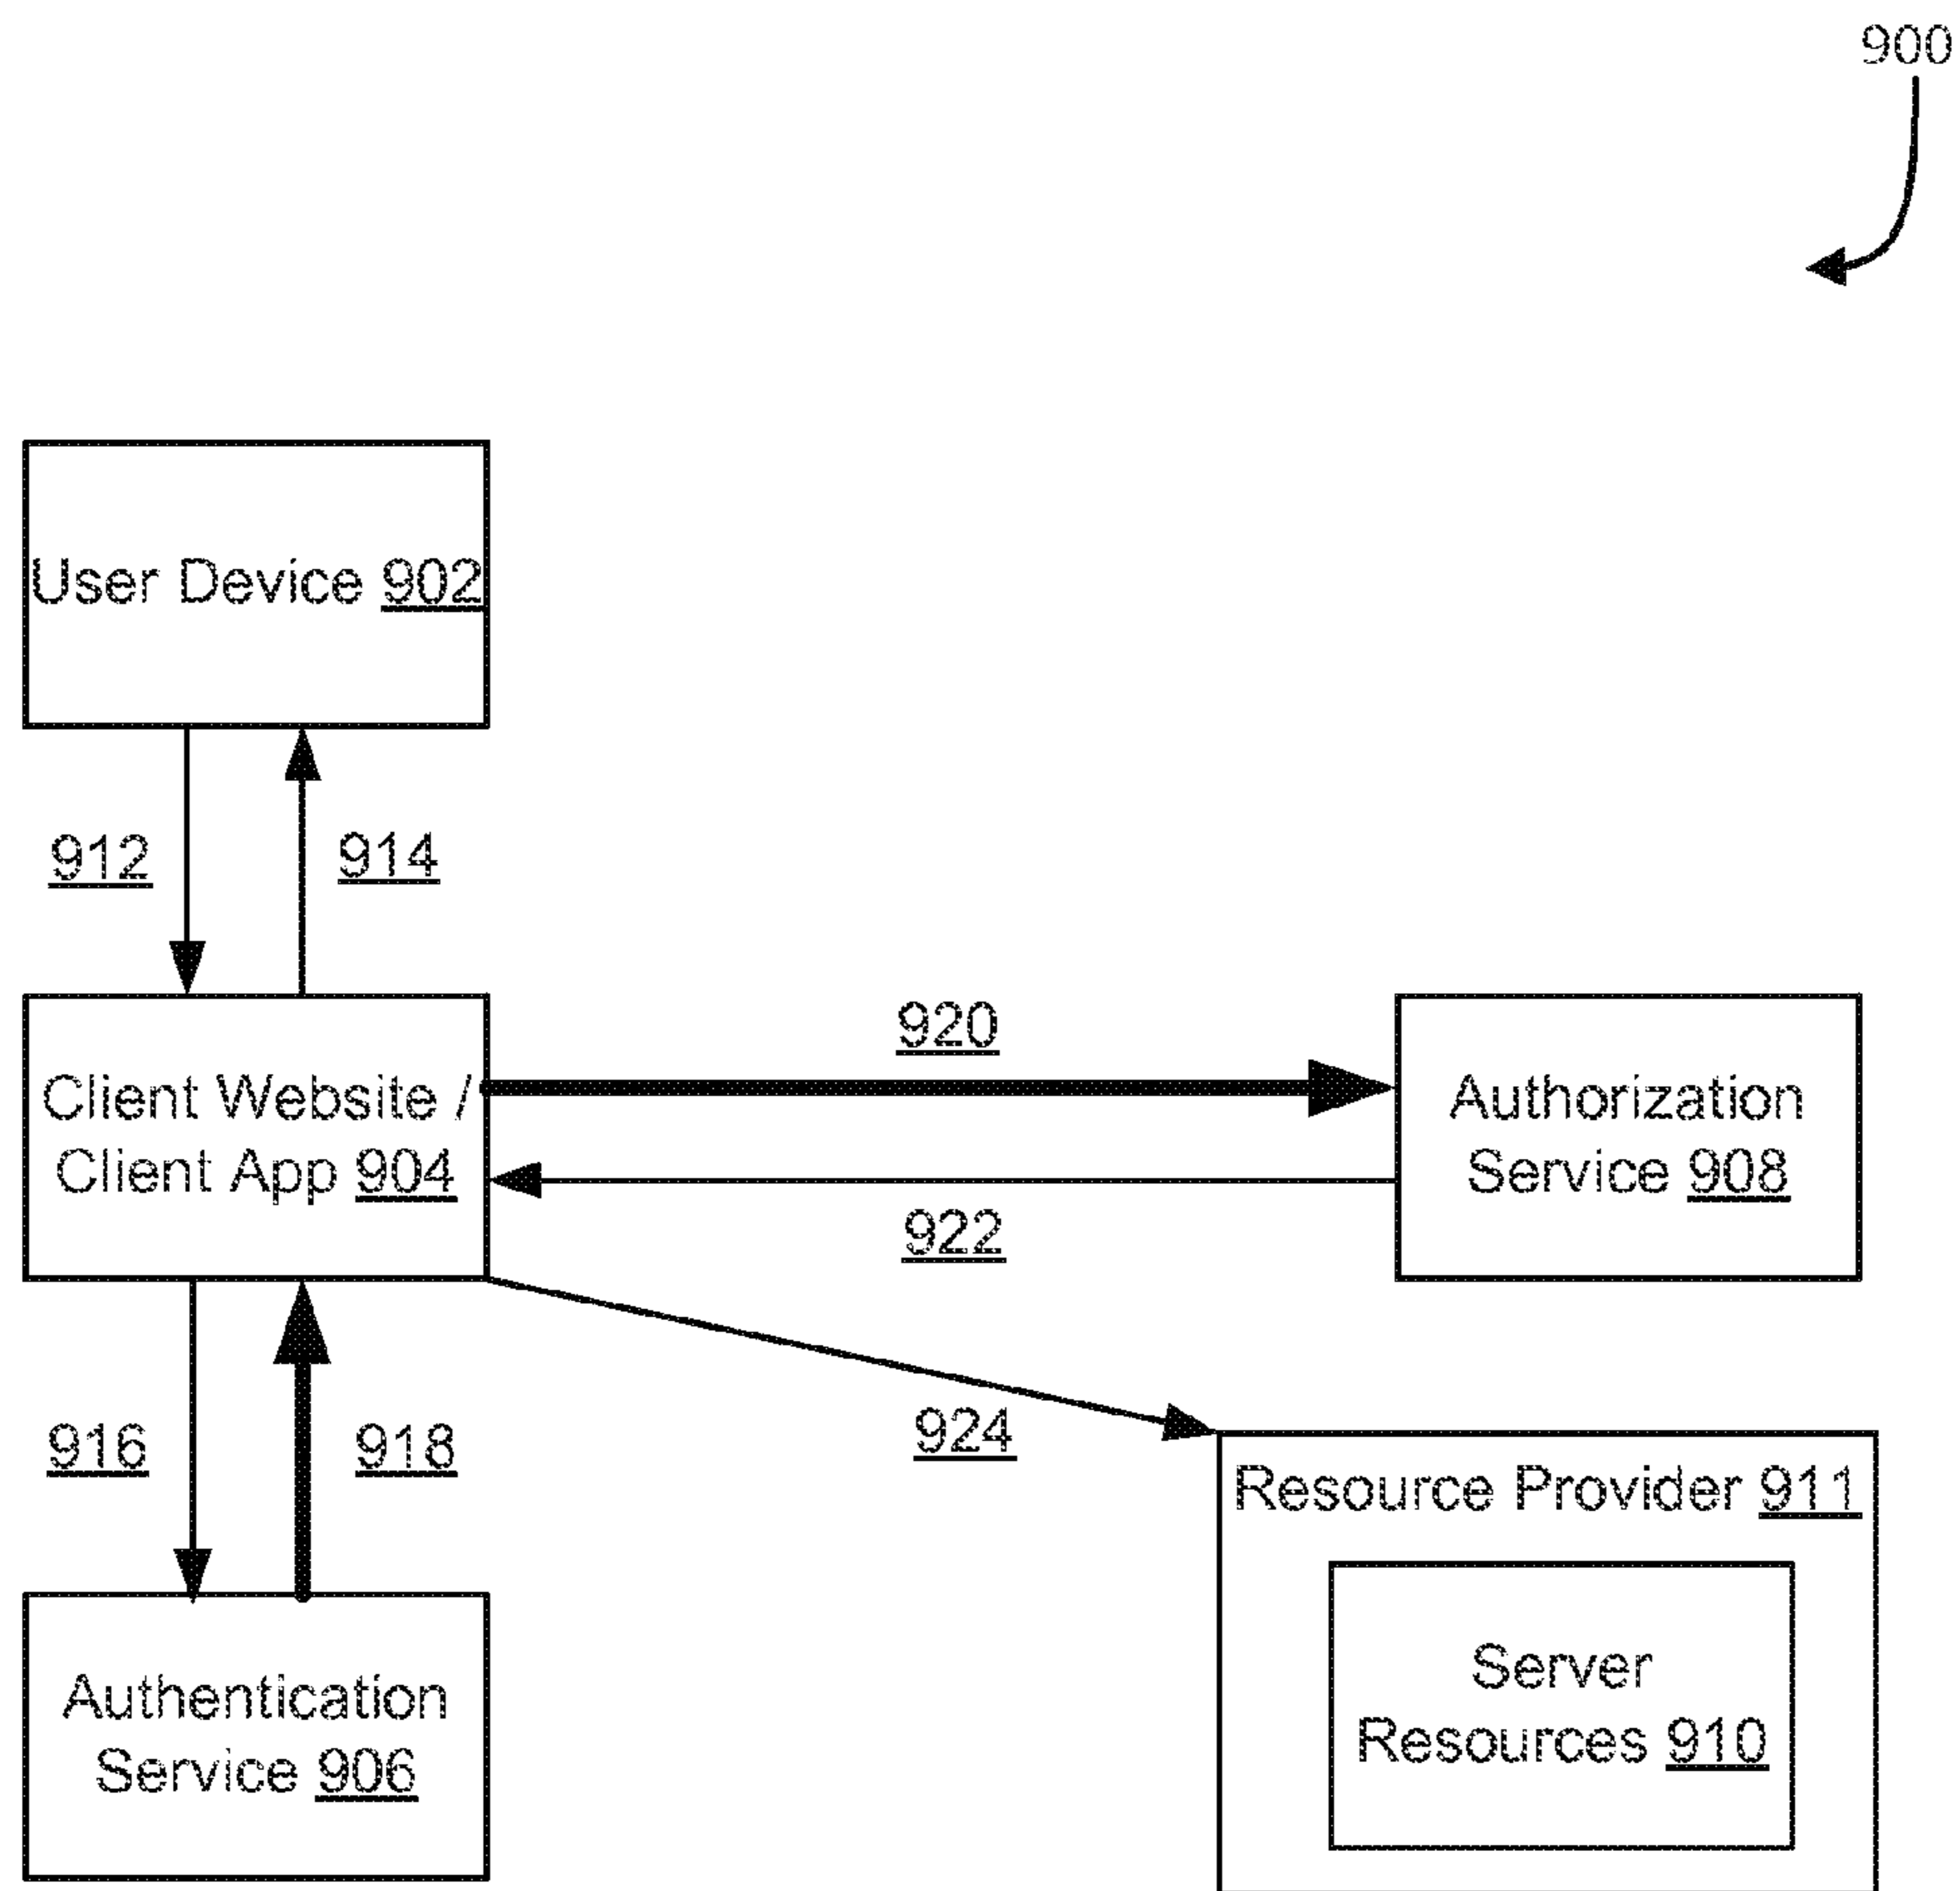 900
User Device 902
912
914
920
Client Website /
Client App 904
Authorization
Service 908
922
916
918
924
Resource Provider 911
Authentication
Service 906
Server
Resources 910